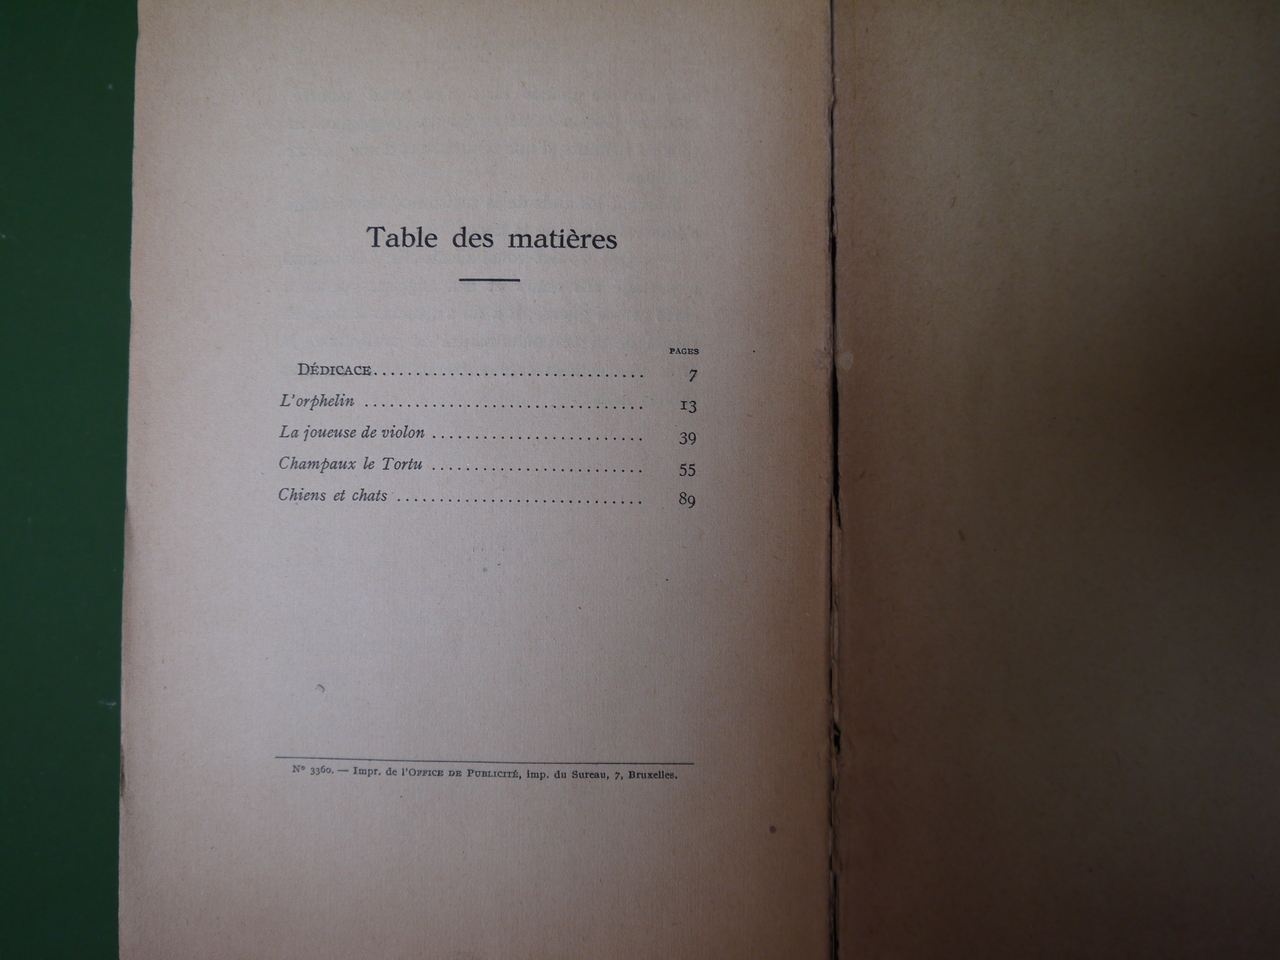 Table des matières
PAGES
DÉDICACE.............................. 7
L'orphelin ................................. 13
La joueuse de violon ......................... 39
Champaux le Tortu ......................... 55
Chiens et chats ............................. 89
N° 3360. — Impr. de l'OFFICE DE PUBLICITÉ, imp. du Sureau, 7, Bruxelles.